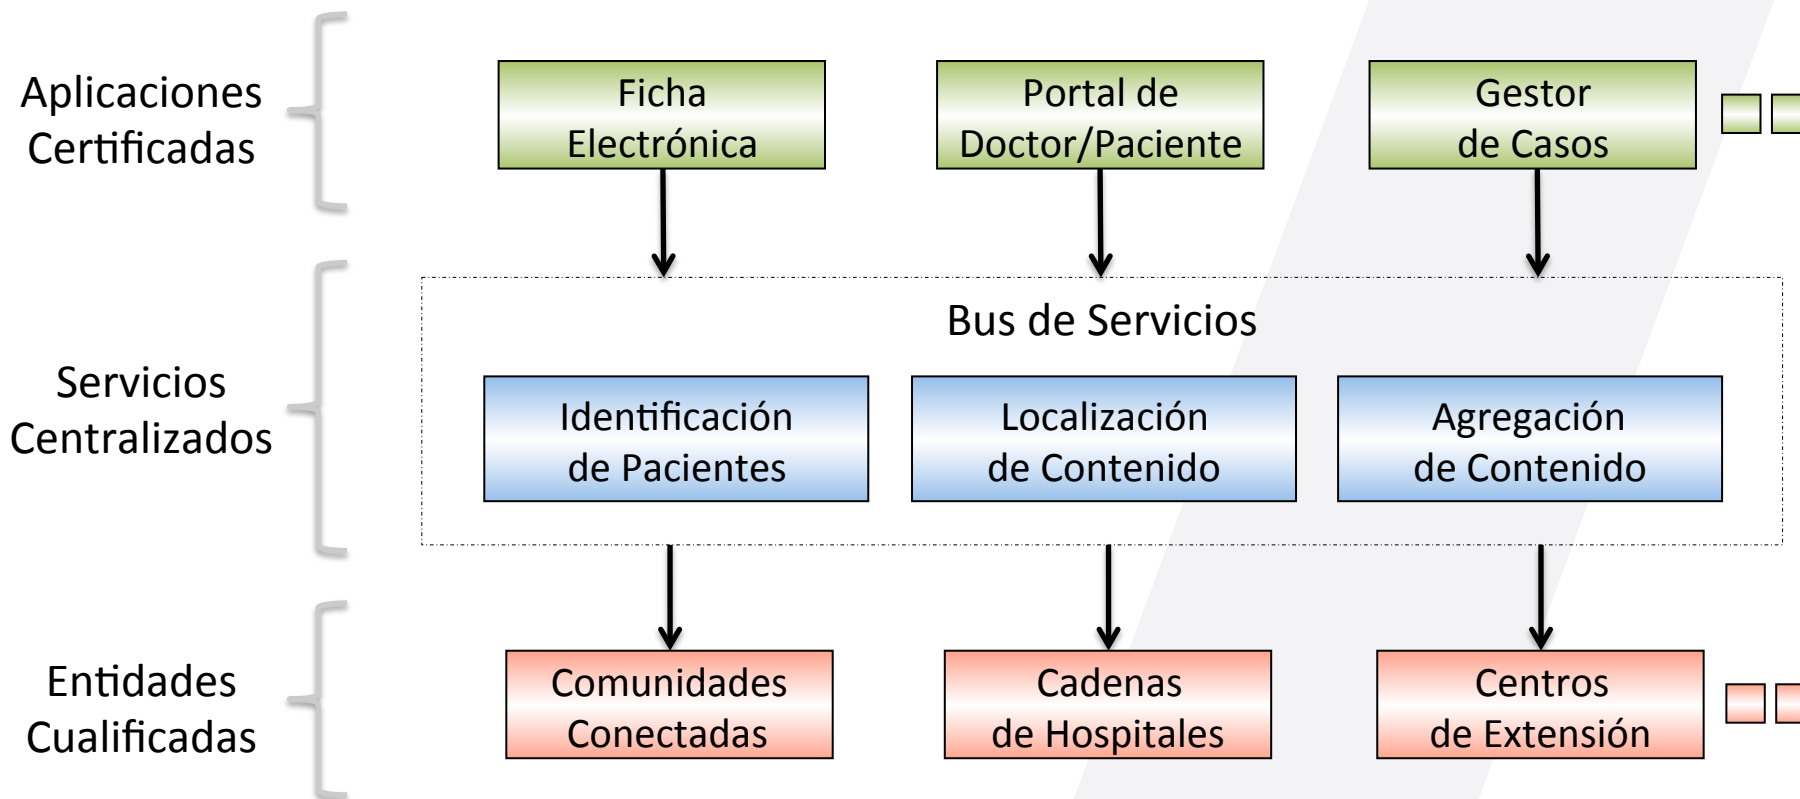 Aplicaciones
Certificadas
Ficha
Electrónica
Portal de
Doctor/Paciente
Gestor
de Casos
Servicios
Centralizados
Bus de Servicios
Identificación
de Pacientes
Localización
de Contenido
Agregación
de Contenido
Entidades
Cualificadas
Comunidades
Conectadas
Cadenas
de Hospitales
Centros
de Extensión